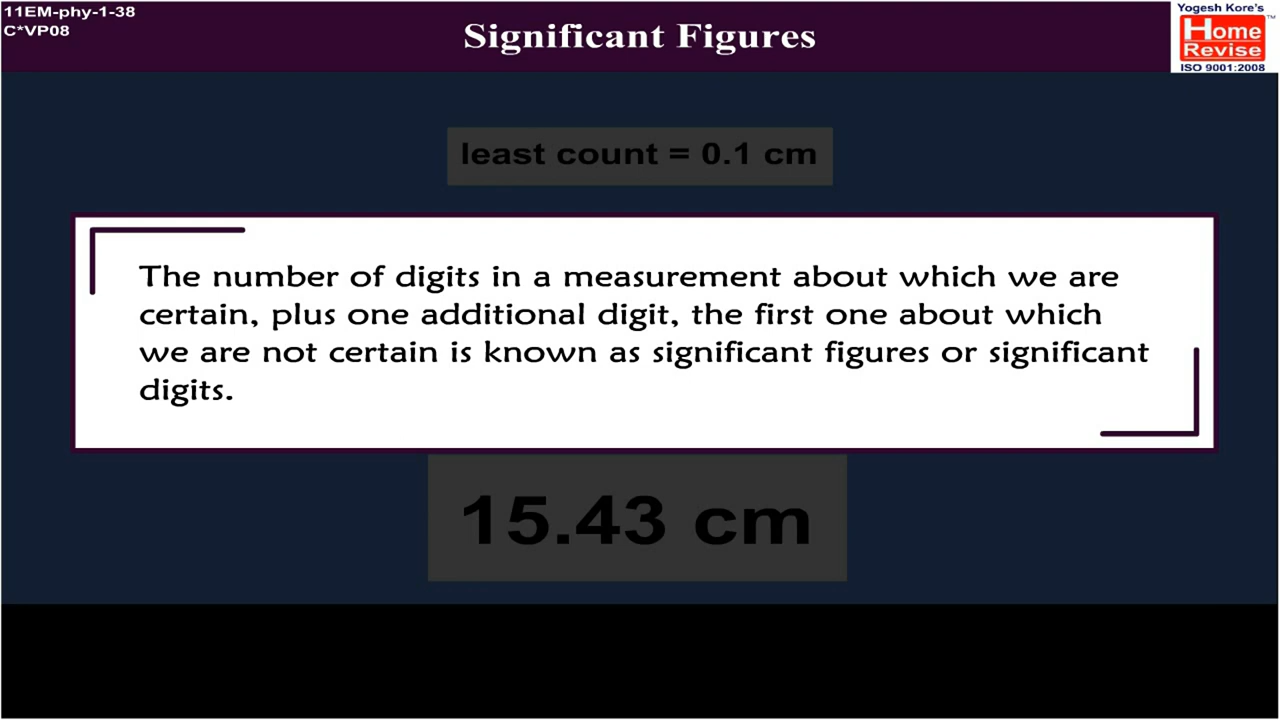 11EM-phy-1-38
C*VP08
Significant Figures
Yogesh Kore's
Home
TM
Revise
ISO 9001:2008
least count = 0.1 cm
The number of digits in a measurement about which we are
certain, plus one additional digit, the first one about which
we are not certain is known as significant figures or significant
digits.
15.43 cm